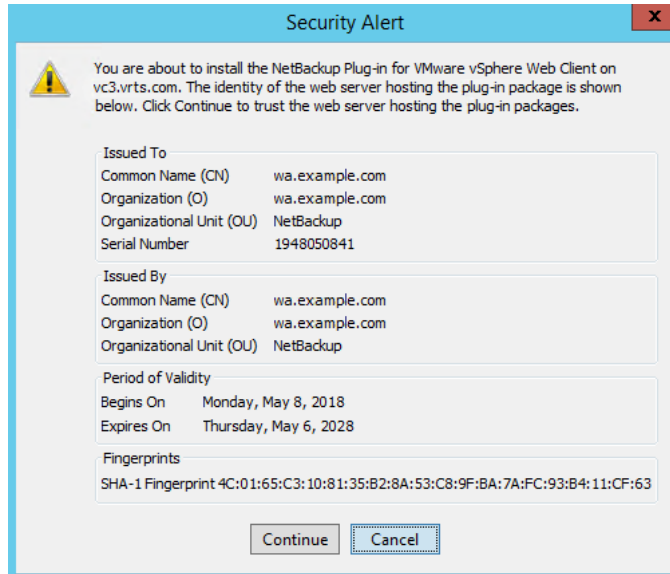 Security Alert
x
You are about to install the NetBackup Plug-in for VMware vSphere Web Client on
vc3.vrts.com. The identity of the web server hosting the plug-in package is shown
below. Click Continue to trust the web server hosting the plug-in packages.
Issued To
Common Name (CN) wa.example.com
Organization (O) wa.example.com
Organizational Unit (OU) NetBackup
Serial Number 1948050841
Issued By
Common Name (CN) wa.example.com
Organization (O) wa.example.com
Organizational Unit (OU) NetBackup
Period of Validity
Begins On Monday, May 8, 2018
Expires On Thursday, May 6, 2028
Fingerprints
SHA-1 Fingerprint 4C:01:65:C3:10:81:35:B2:8A:53:C8:9F:BA:7A:FC:93:B4:11:CF:63
Continue Cancel